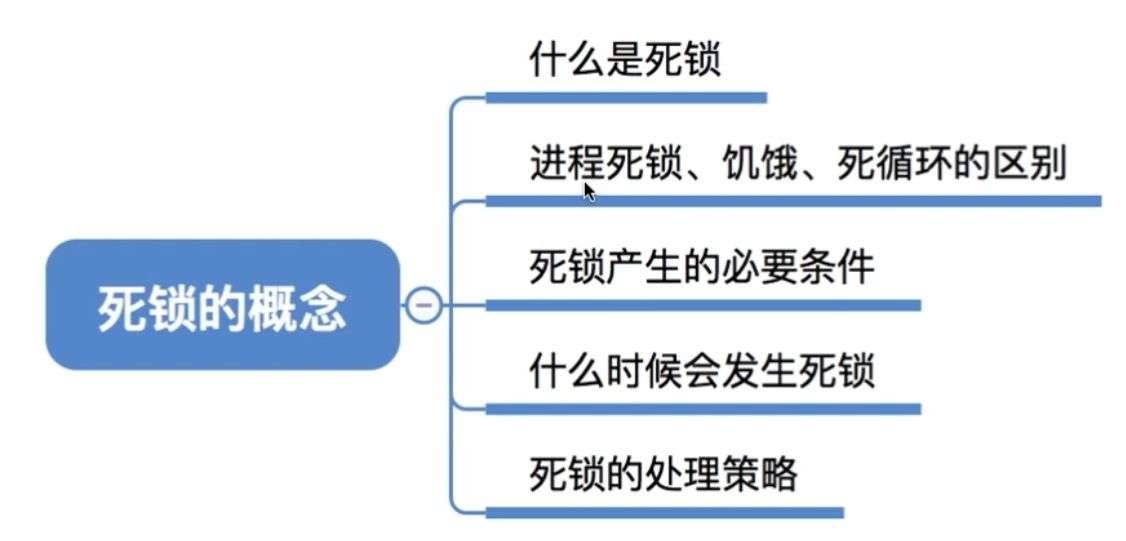 什么是死锁
进程死锁、饥饿、死循环的区别
死锁产生的必要条件
死锁的概念
什么时候会发生死锁
死锁的处理策略